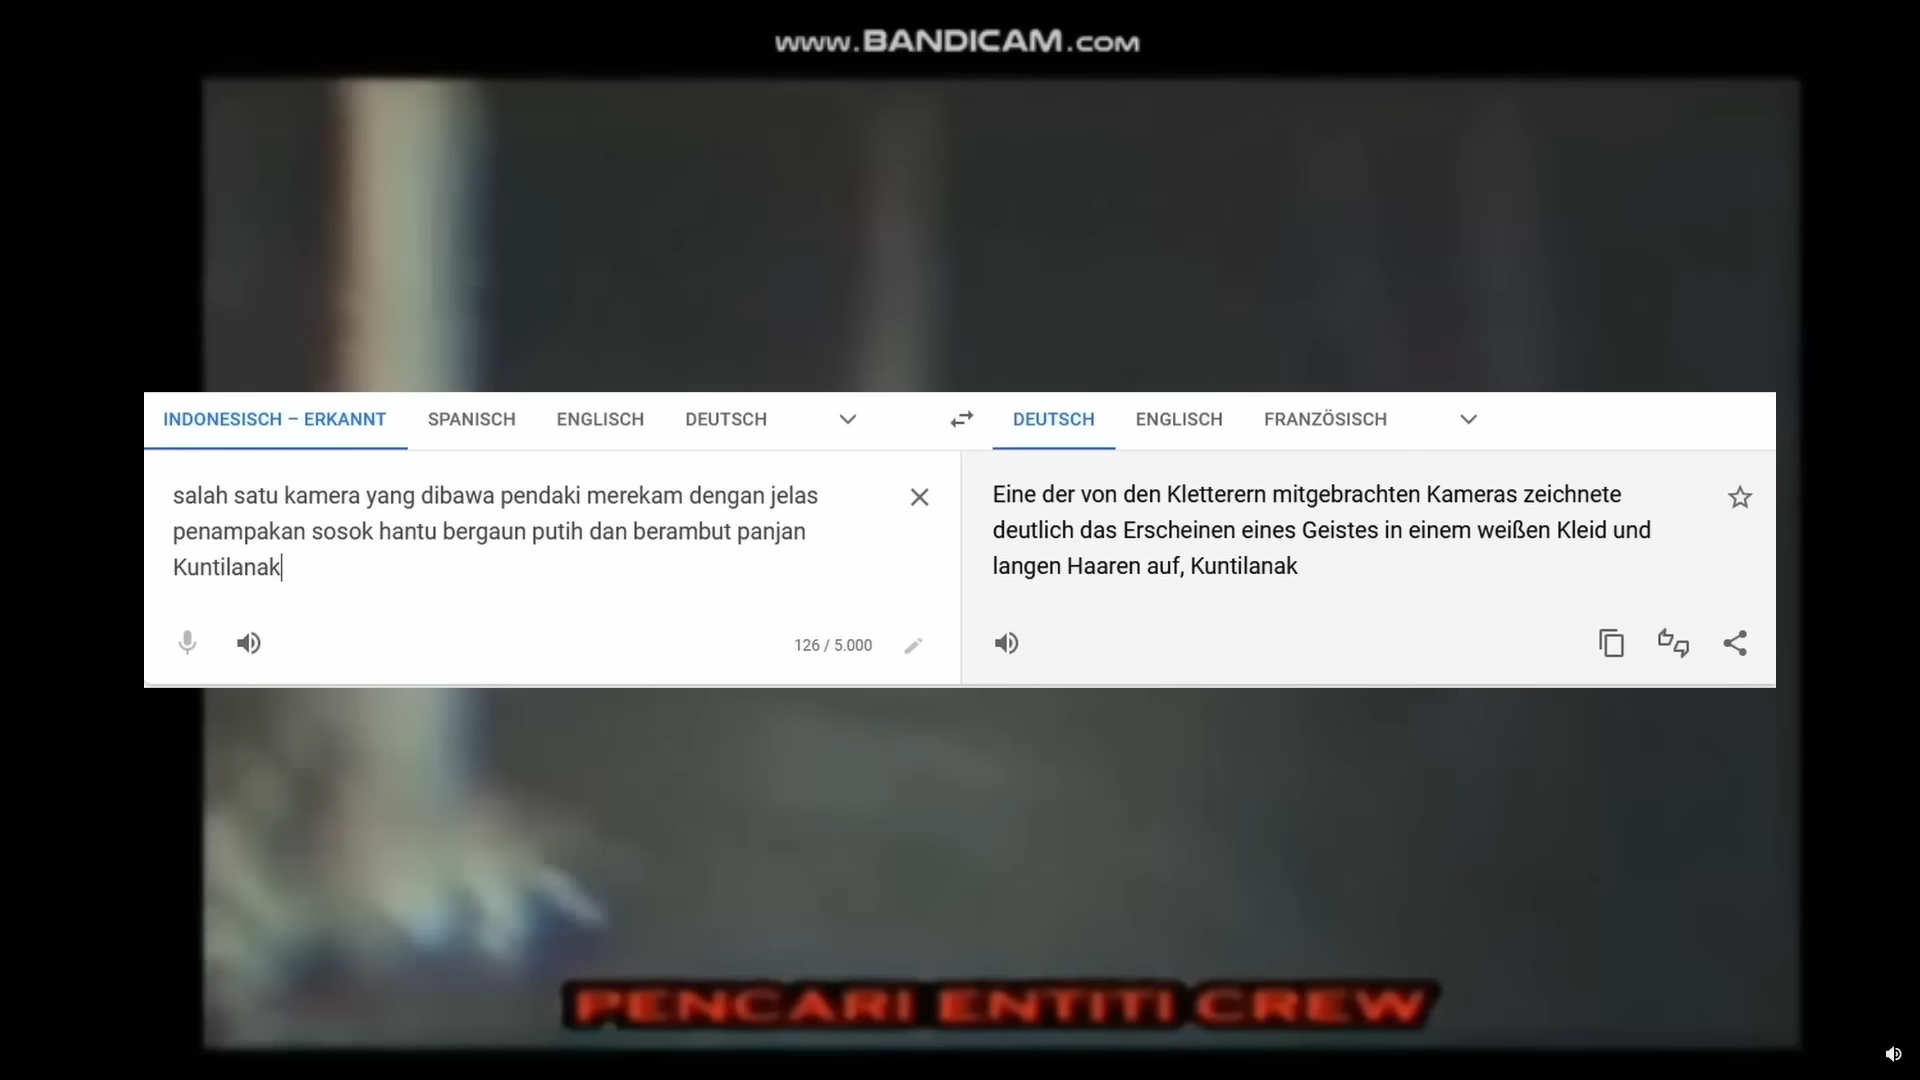 www.BANDICAM.com
INDONESISCH – ERKANNT SPANISCH ENGLISCH DEUTSCH
DEUTSCH ENGLISCH FRANZÖSISCH
salah satu kamera yang dibawa pendaki merekam dengan jelas
penampakan sosok hantu bergaun putih dan berambut panjan
Kuntilanak
126 / 5.000
Eine der von den Kletterern mitgebrachten Kameras zeichnete
deutlich das Erscheinen eines Geistes in einem weißen Kleid und
langen Haaren auf, Kuntilanak
PENCARI ENTITI CREW